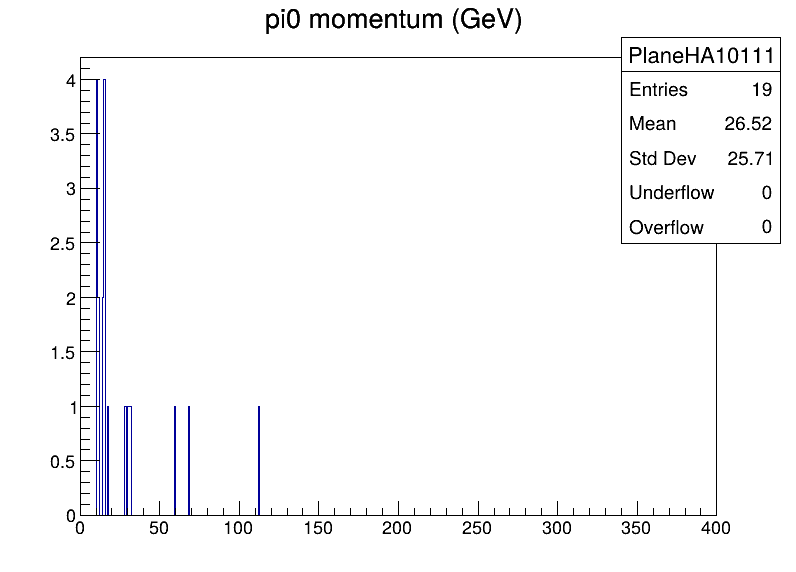 pi0 momentum (GeV)
PlaneHA10111
Entries 19
Mean 26.52
Std Dev 25.71
Underflow 0
Overflow 0
4
3.5
3
2.5
2
1.5
1
0.5
0
0 50 100 150 200 250 300 350 400